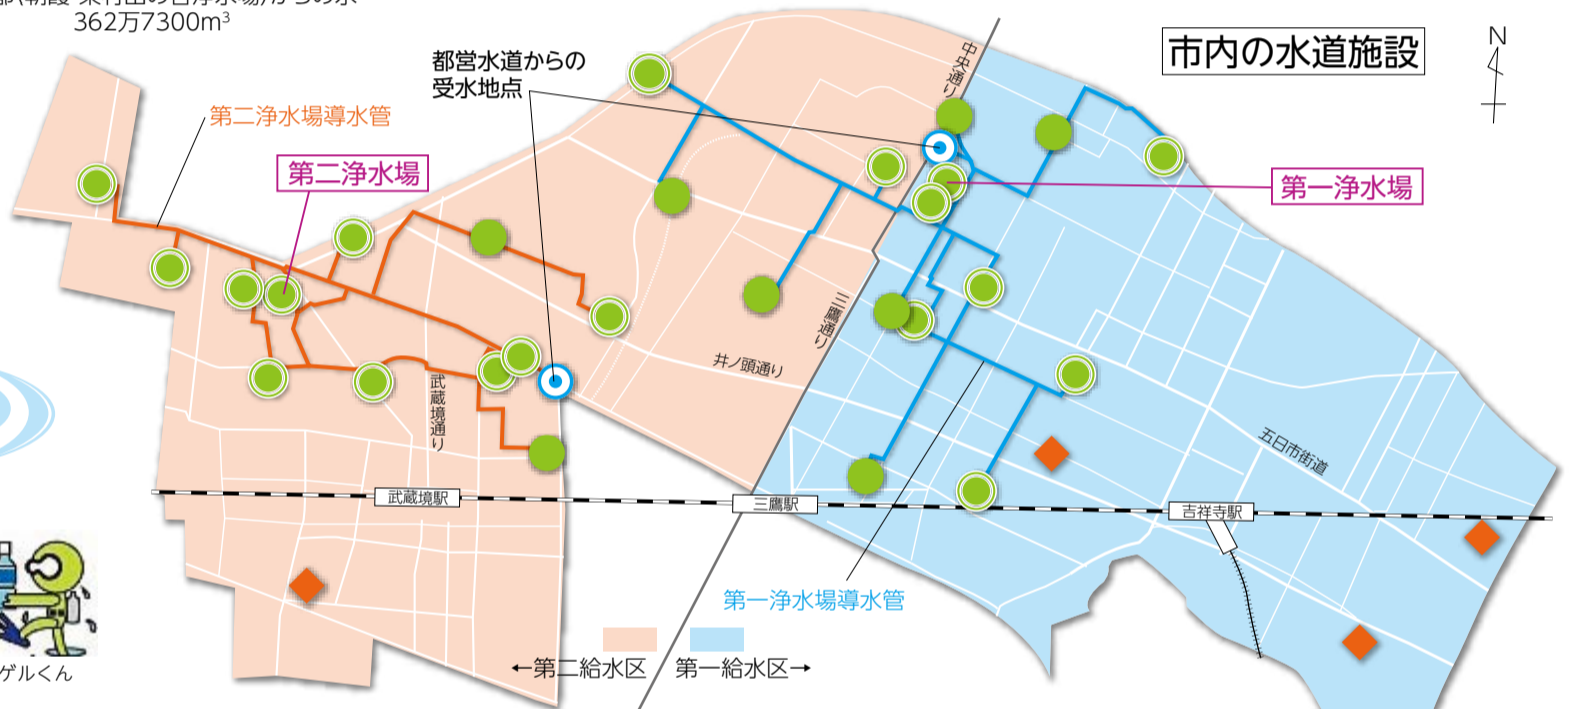 362万7300m³
都営水道からの
受水地点
中央通り
市内の水道施設
N
第二浄水場導水管
第二浄水場
第一浄水場
三鷹通り
井ノ頭通り
武蔵境通り
五日市街道
武蔵境駅
三鷹駅
吉祥寺駅
第一浄水場導水管
←第二給水区
第一給水区→
ゲルくん